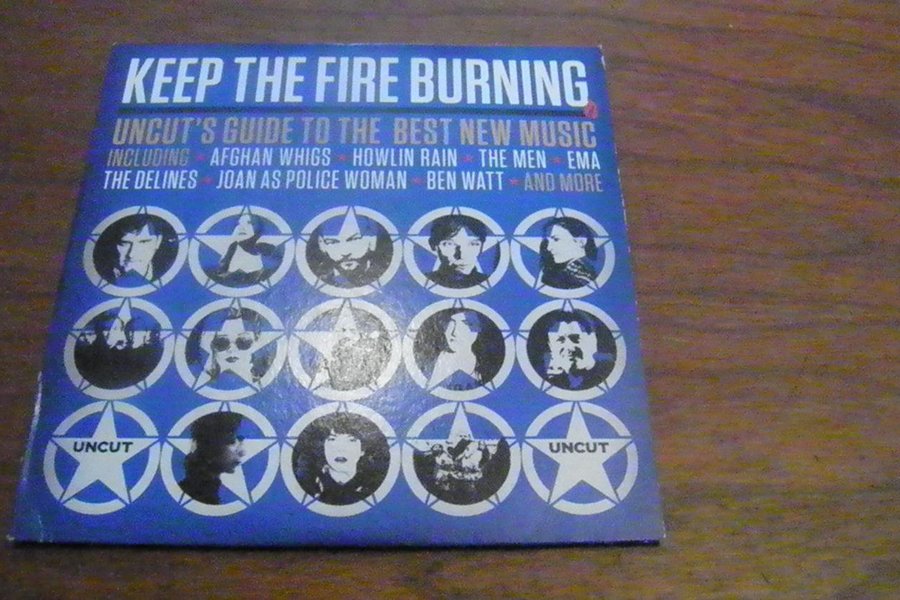 KEEP THE FIRE BURNING
UNCUT'S GUIDE TO THE BEST NEW MUSIC
INCLUDING ★ AFGHAN WHIGS ★ HOWLIN RAIN ★ THE MEN ★ EMA
THE DELINES ★ JOAN AS POLICE WOMAN ★ BEN WATT ★ AND MORE
UNCUT UNCUT